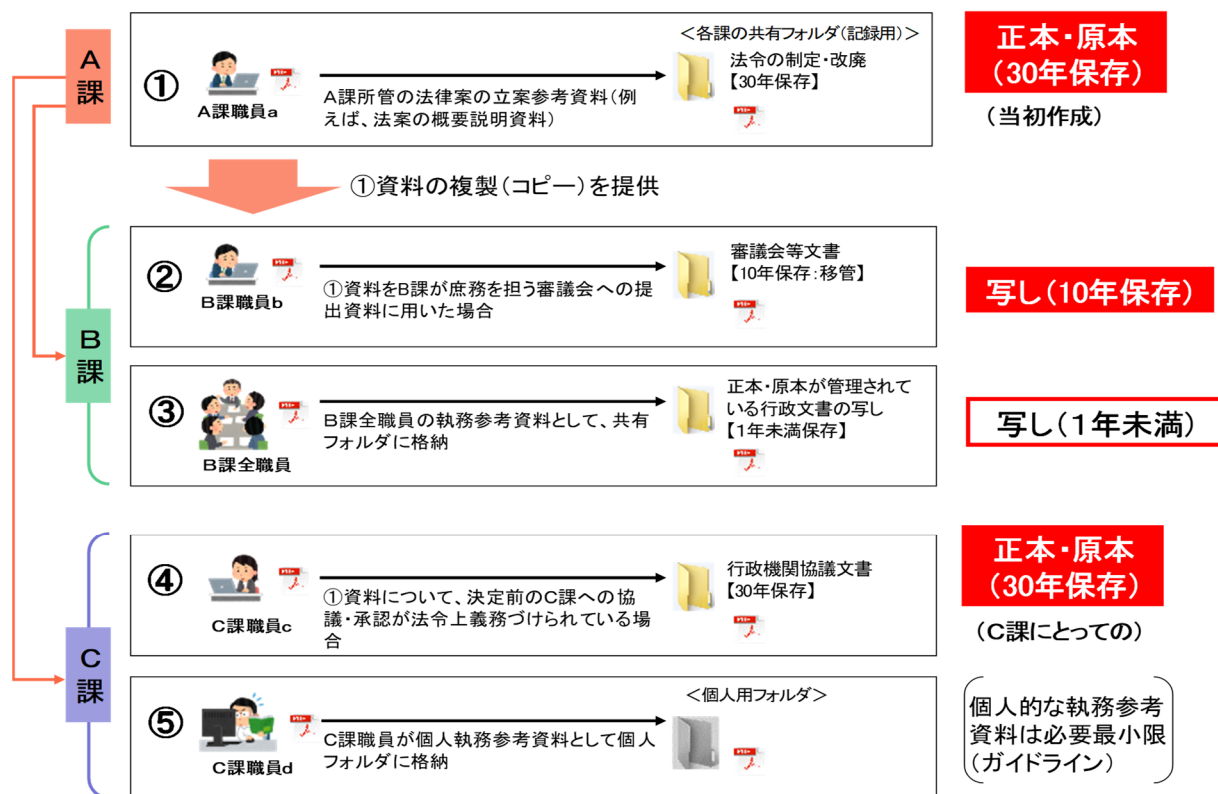 A課
①
A課職員a
A課所管の法律案の立案参考資料(例
えば、法案の概要説明資料)
<各課の共有フォルダ(記録用)>
法令の制定・改廃
【30年保存】
正本・原本
(30年保存)
(当初作成)
①資料の複製(コピー)を提供
B課
②
B課職員b
①資料をB課が庶務を担う審議会への提
出資料に用いた場合
審議会等文書
【10年保存:移管】
写し(10年保存)
③
B課全職員
B課全職員の執務参考資料として、共有
フォルダに格納
正本・原本が管理されて
いる行政文書の写し
【1年未満保存】
写し(1年未満)
C課
④
C課職員c
①資料について、決定前のC課への協
議・承認が法令上義務づけられている場
合
行政機関協議文書
【30年保存】
正本・原本
(30年保存)
(C課にとっての)
⑤
C課職員d
C課職員が個人執務参考資料として個人
フォルダに格納
<個人用フォルダ>
個人的な執務参考
資料は必要最小限
(ガイドライン)